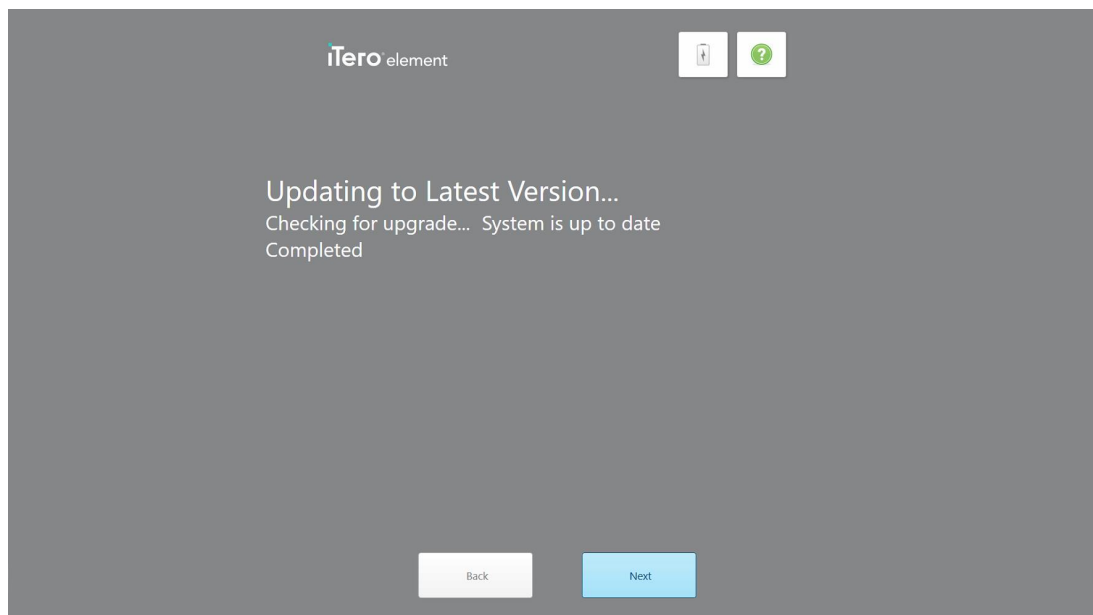 iTero element
?
Updating to Latest Version...
Checking for upgrade... System is up to date
Completed
Back
Next